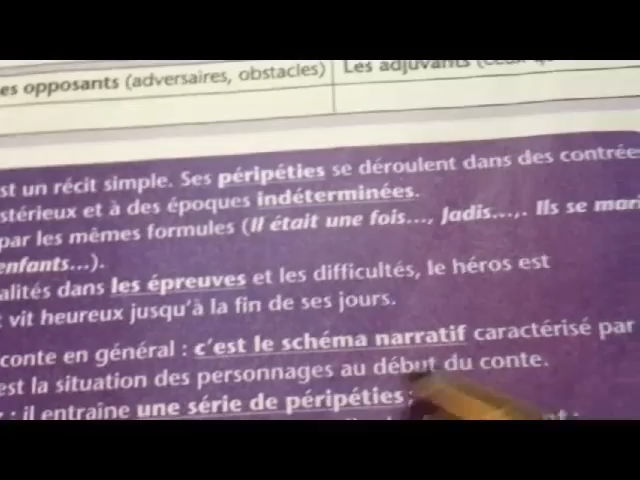 es opposants (adversaires, obstacles) Les adjuvants
st un récit simple. Ses péripéties se déroulent dans des contrée
stérieux et à des époques indéterminées.
par les mêmes formules (Il était une fois..., Jadis...,. Ils se mari
enfants...).
alités dans les épreuves et les difficultés, le héros est
vit heureux jusqu'à la fin de ses jours.
conte en général : c'est le schéma narratif caractérisé par
est la situation des personnages au début du conte.
: il entraine une série de péripéties ;